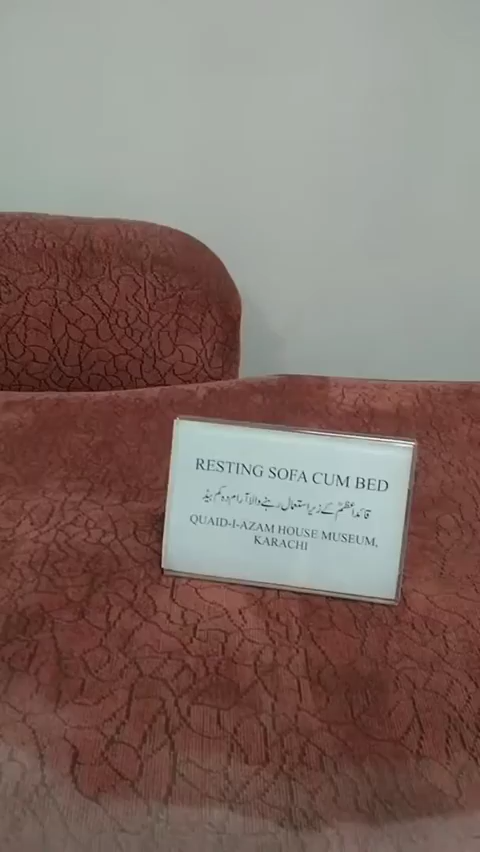 RESTING SOFA CUM BED
قائداعظمؒ کے زیر استعمال رہنے والا آرام دہ کم بیڈ
QUAID-I-AZAM HOUSE MUSEUM,
KARACHI